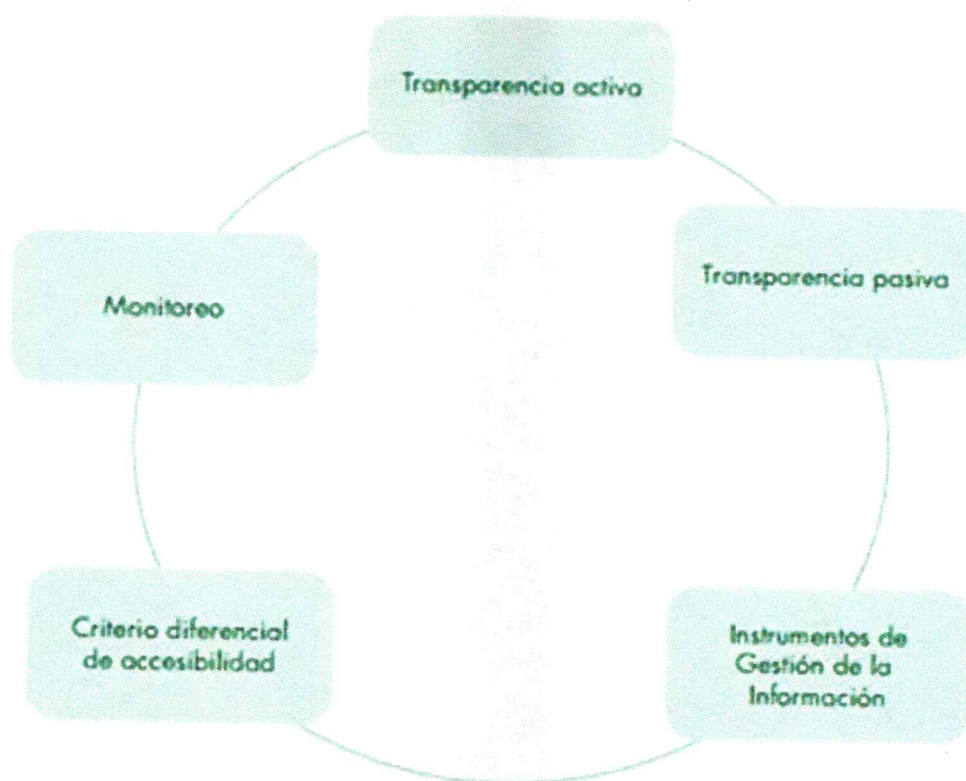 Transparencia activa
Transparencia pasiva
Instrumentos de
Gestión de la
Información
Criterio diferencial
de accesibilidad
Monitoreo